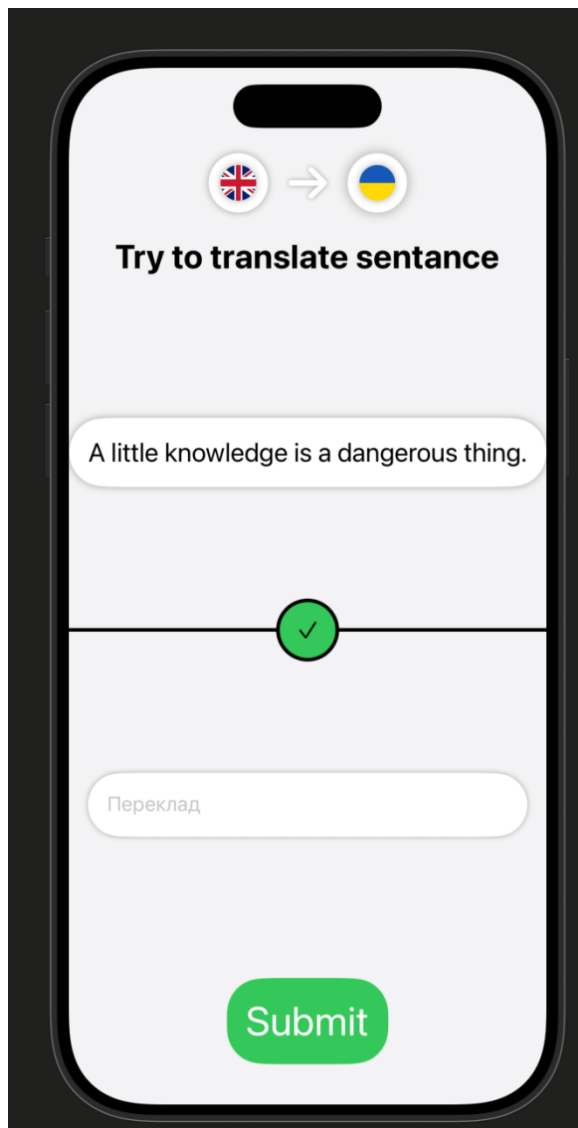 Try to translate sentance
A little knowledge is a dangerous thing.
Переклад
Submit